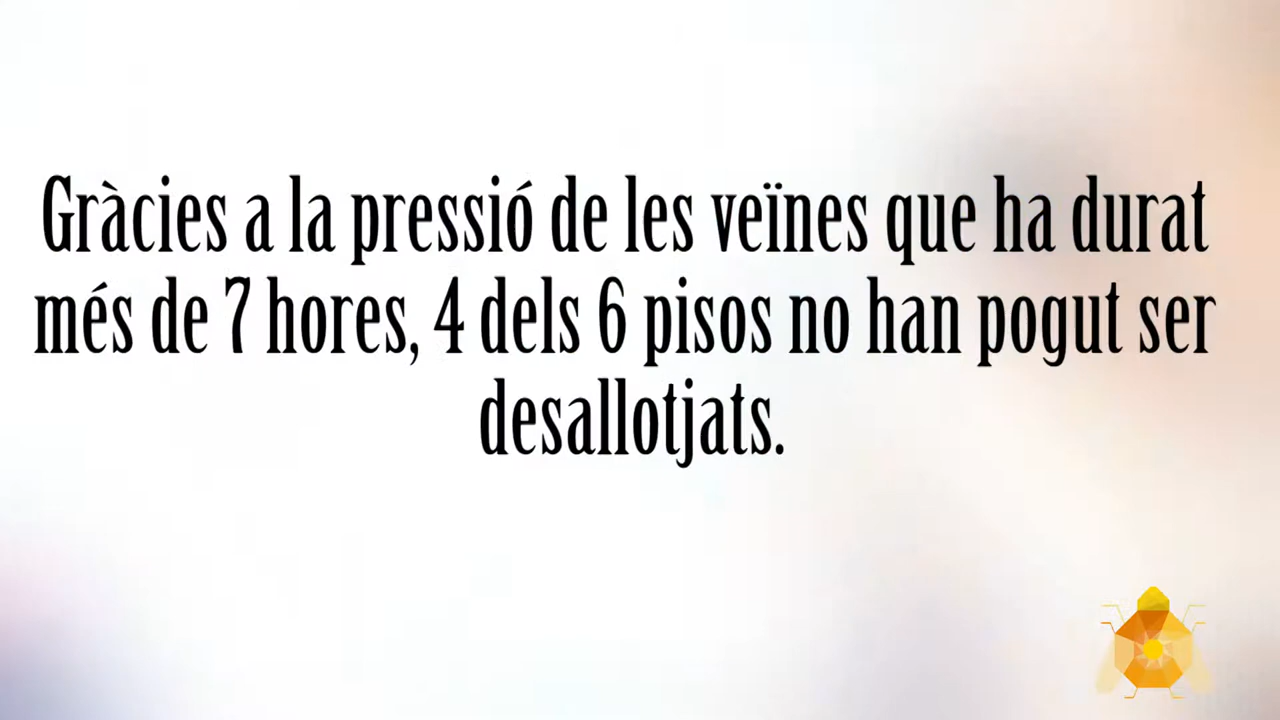 Gràcies a la pressió de les veïnes que ha durat
més de 7 hores, 4 dels 6 pisos no han pogut ser
desallotjats.